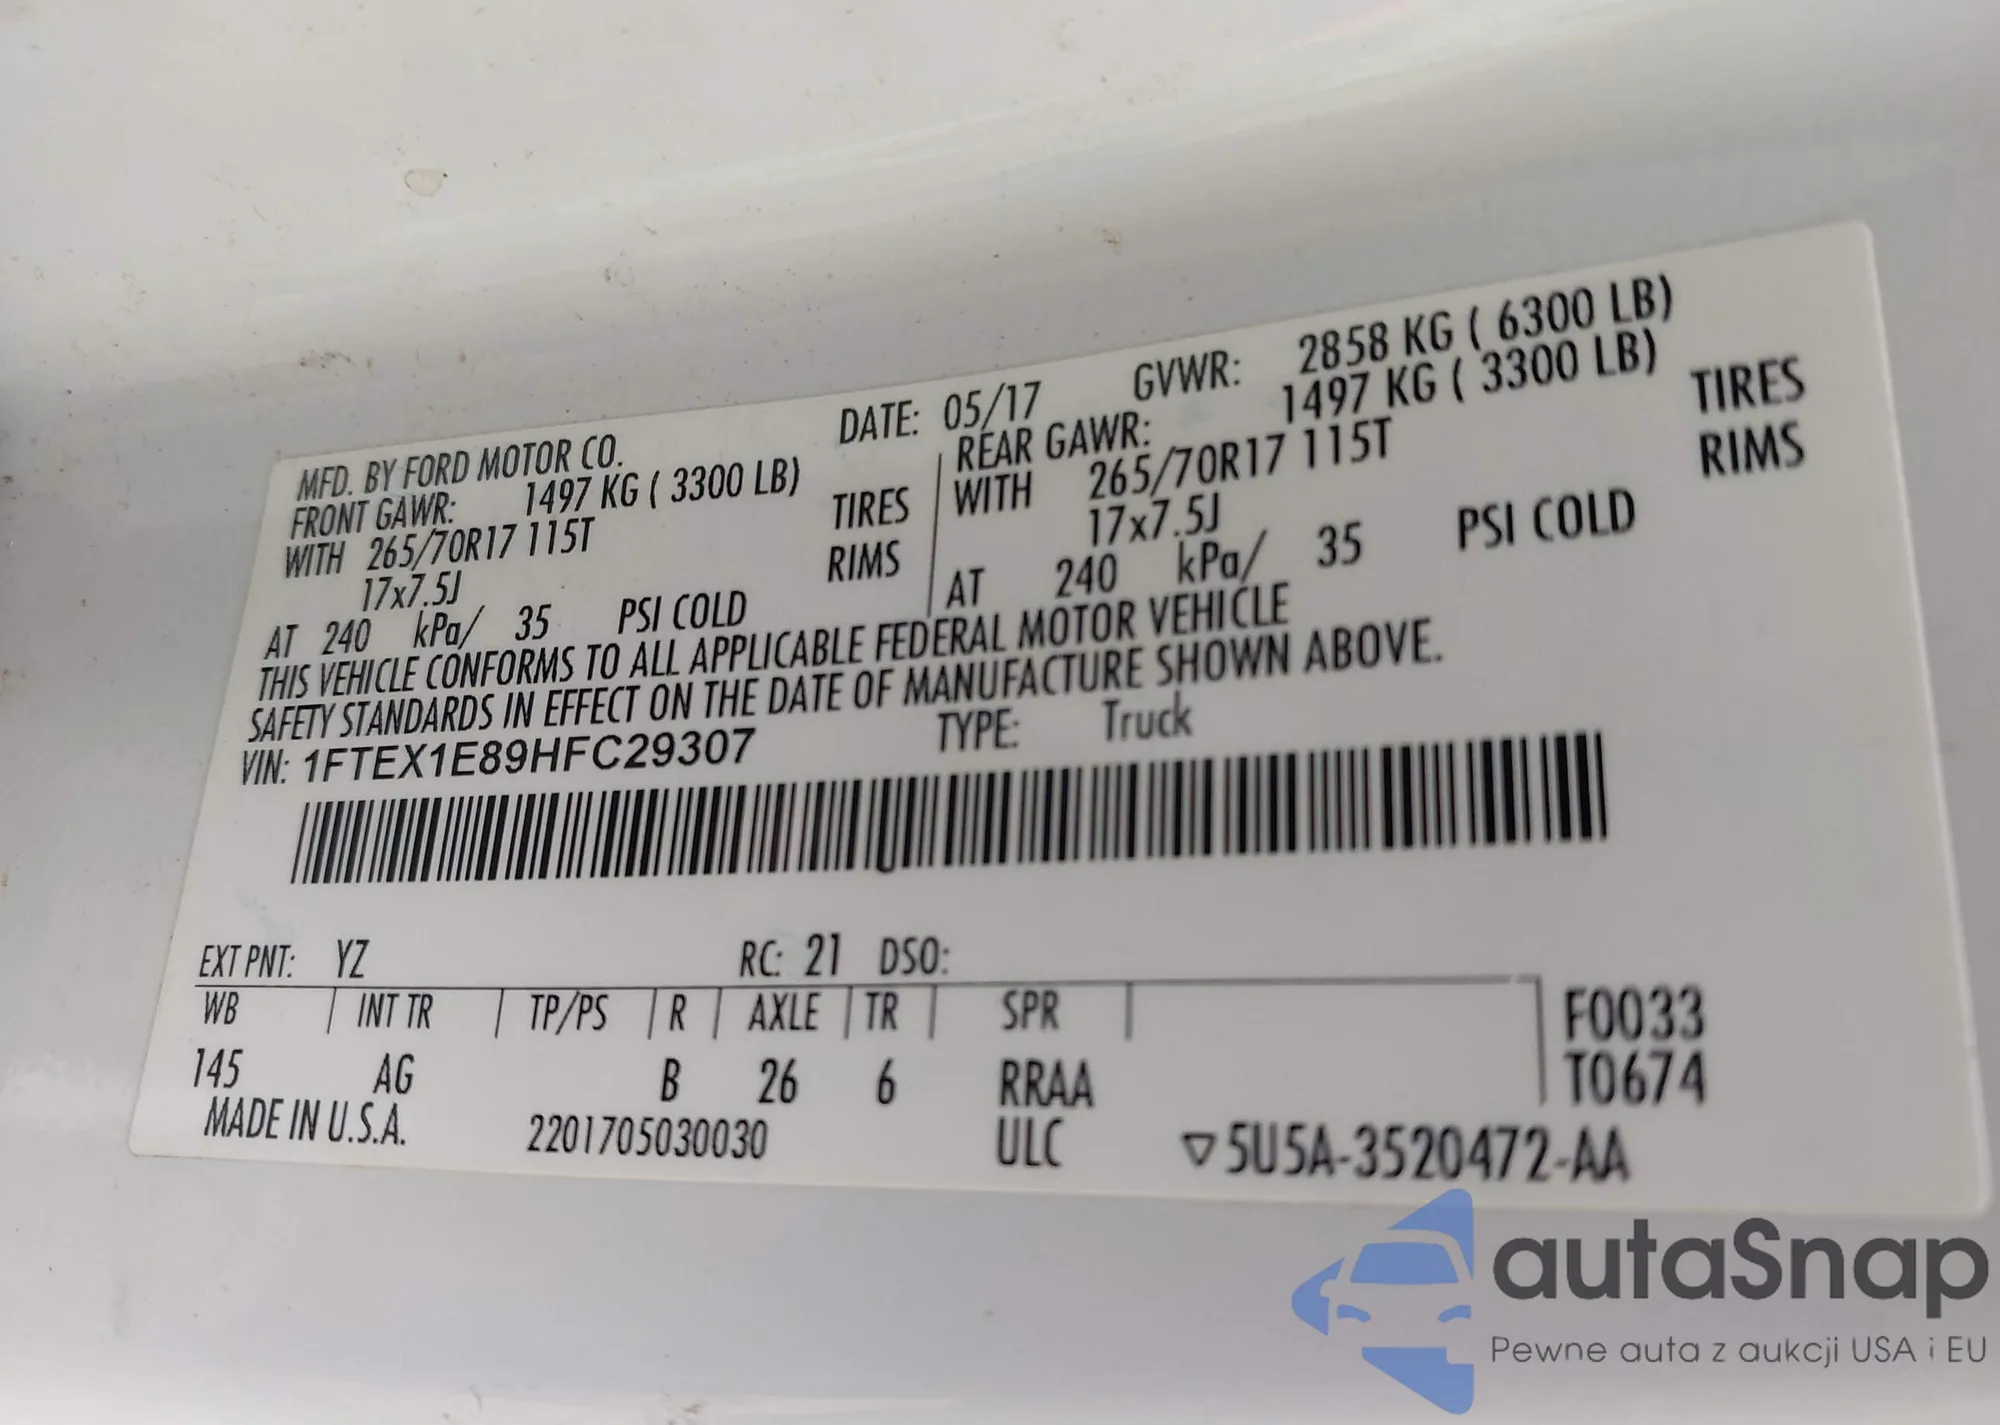 MFD. BY FORD MOTOR CO. DATE: 05/17 GVWR: 2858 KG ( 6300 LB)
FRONT GAWR: 1497 KG ( 3300 LB) REAR GAWR: 1497 KG ( 3300 LB)
WITH 265/70R17 115T TIRES WITH 265/70R17 115T TIRES
17x7.5J RIMS 17x7.5J RIMS
AT 240 kPa/ 35 PSI COLD AT 240 kPa/ 35 PSI COLD
THIS VEHICLE CONFORMS TO ALL APPLICABLE FEDERAL MOTOR VEHICLE
SAFETY STANDARDS IN EFFECT ON THE DATE OF MANUFACTURE SHOWN ABOVE.
VIN: 1FTEX1E89HFC29307 TYPE: Truck
EXT PNT: YZ RC: 21 DSO:
WB INT TR TP/PS R AXLE TR SPR F0033
145 AG B 26 6 RRAA T0674
MADE IN U.S.A. 2201705030030 ULC ▽5U5A-3520472-AA
autaSnap
Pewne auta z aukcji USA i EU